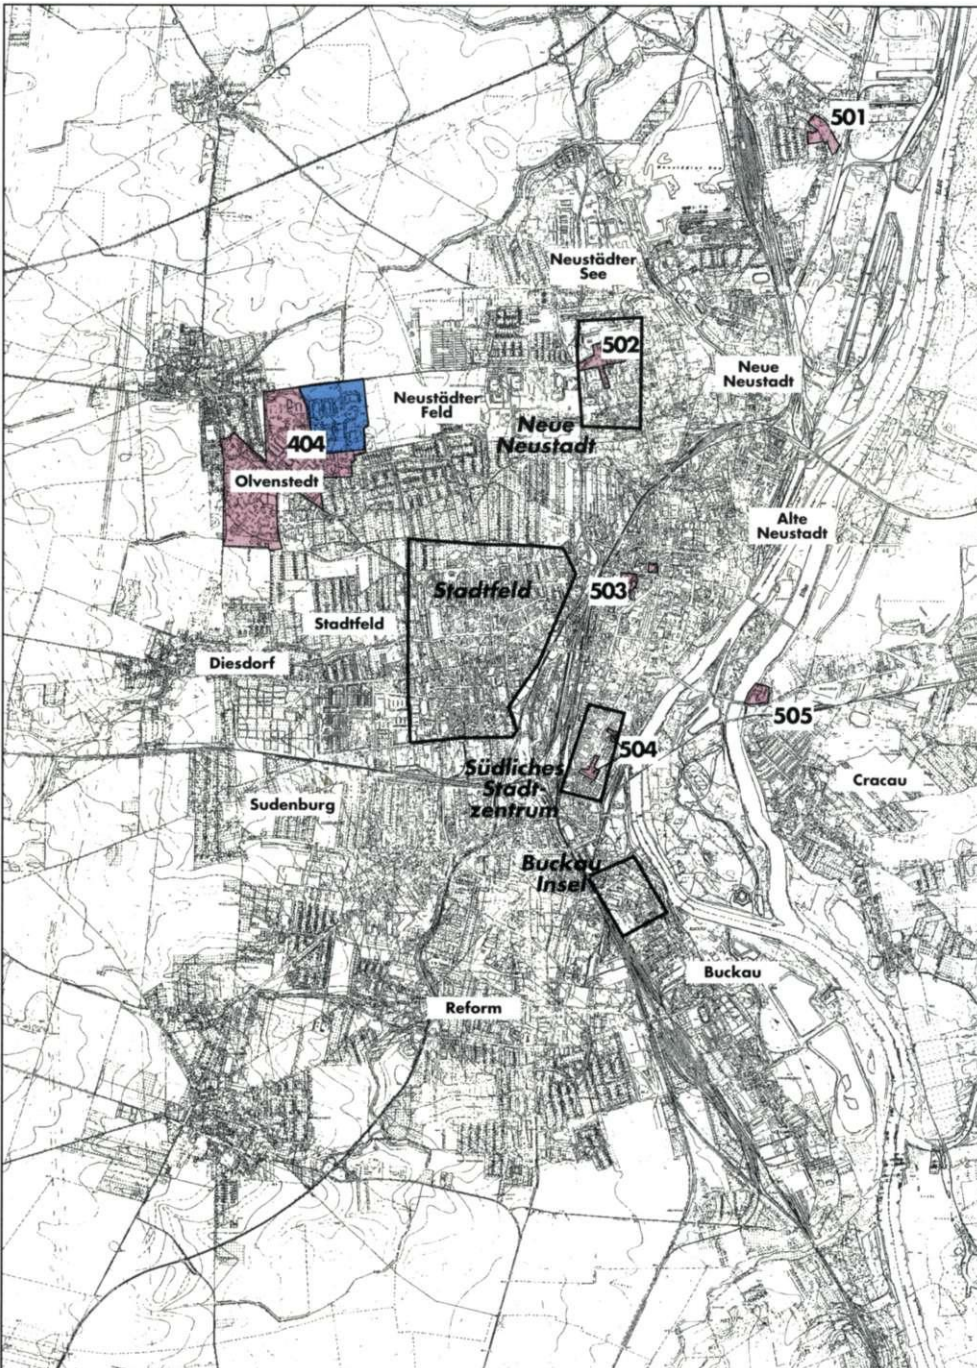 501
Neustädter
See
502
Neue
Neustadt
Neustädter
Feld
Neue
Neustadt
404
Olvenstedt
Alte
Neustadt
Stadtfeld
503
Stadtfeld
Diesdorf
505
504
Südliches
Stadt-
zentrum
Cracau
Sudenburg
Buckau
Insel
Buckau
Reform